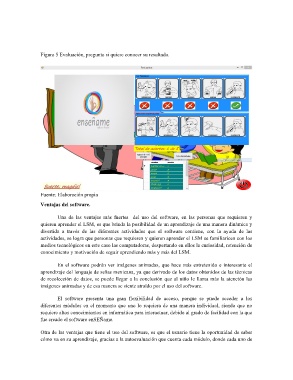 Figura 5 Evaluación, pregunta si quiere conocer su resultado.
enseñame
Fuente; Elaboración propia
Ventajas del software.
Una de las ventajas más fuertes del uso del software, en las personas que requieren y
quieren aprender el LSM, es que brinda la posibilidad de un aprendizaje de una manera dinámica y
divertida a través de las diferentes actividades que el software contiene, con la ayuda de las
actividades, se logra que personas que requieren y quieren aprender el LSM se familiaricen con los
medios tecnológicos en este caso las computadoras, despertando en ellos la curiosidad, retención de
conocimiento y motivación de seguir aprendiendo más y más del LSM.
En el software podrán ver imágenes animadas, que hace más entretenido e interesante el
aprendizaje del lenguaje de señas mexicana, ya que derivado de los datos obtenidos de las técnicas
de recolección de datos, se puede llegar a la conclusión que al niño le llama más la atención las
imágenes animadas y de esa manera se siente atraído por el uso del software.
El software presenta una gran flexibilidad de acceso, porque se puede acceder a los
diferentes módulos en el momento que uno lo requiera de una manera individual, siendo que no
requiere altos conocimientos en informática para interactuar, debido al grado de facilidad con la que
fue creado el software enSEÑame.
Otra de las ventajas que tiene el uso del software, es que el usuario tiene la oportunidad de saber
cómo va en su aprendizaje, gracias a la autoevaluación que cuenta cada módulo, donde cada uno de